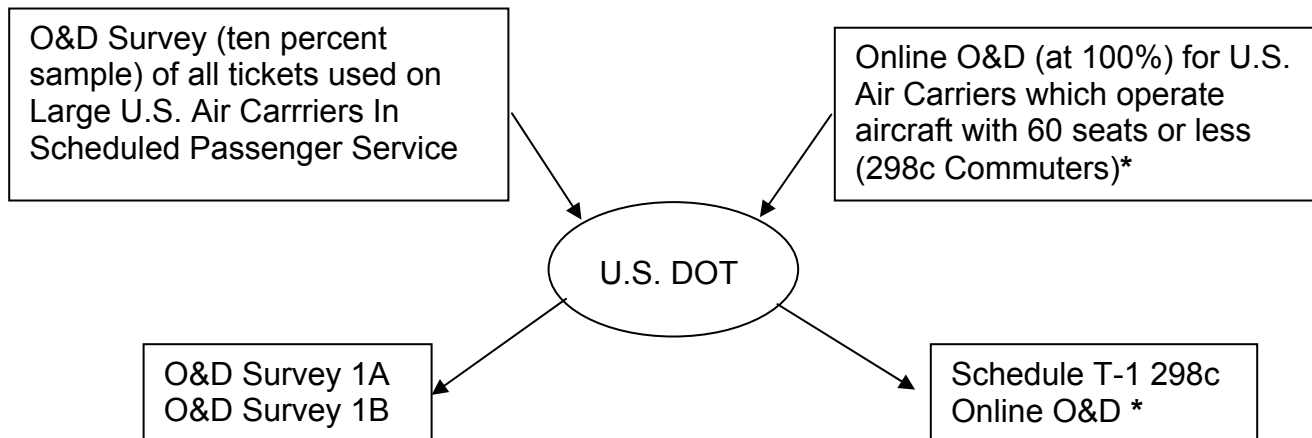 O&D Survey (ten percent
sample) of all tickets used on
Large U.S. Air Carrriers In
Scheduled Passenger Service
Online O&D (at 100%) for U.S.
Air Carriers which operate
aircraft with 60 seats or less
(298c Commuters)*
U.S. DOT
O&D Survey 1A
O&D Survey 1B
Schedule T-1 298c
Online O&D *